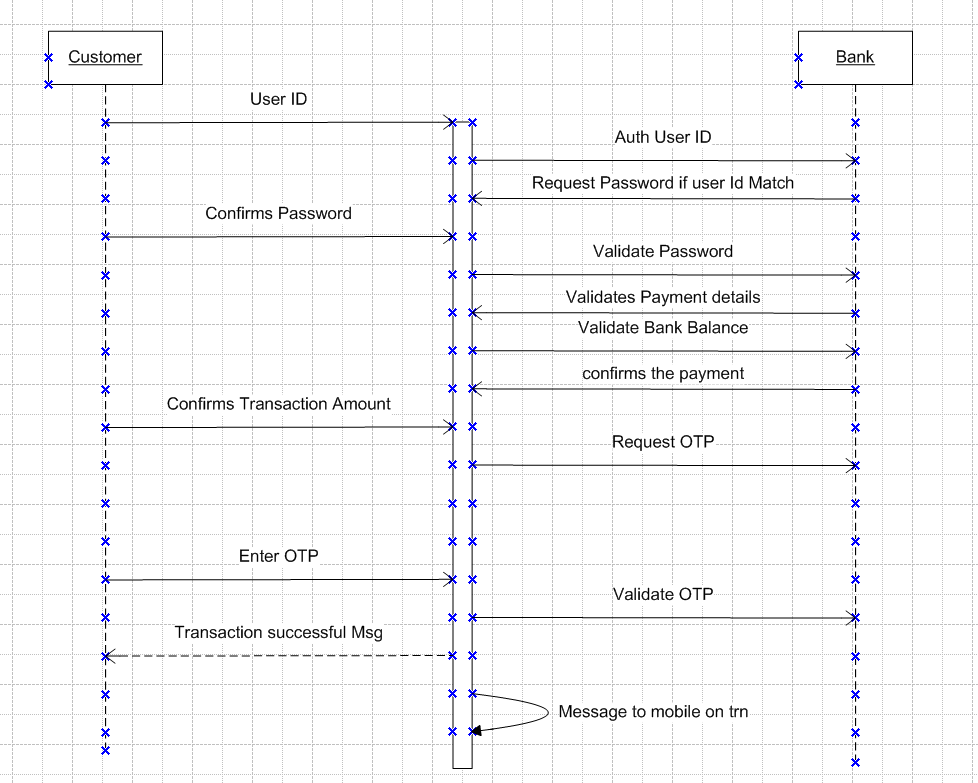 Customer
Bank
User ID
Auth User ID
Request Password if user Id Match
Confirms Password
Validate Password
Validates Payment details
Validate Bank Balance
confirms the payment
Confirms Transaction Amount
Request OTP
Enter OTP
Validate OTP
Transaction successful Msg
Message to mobile on trn